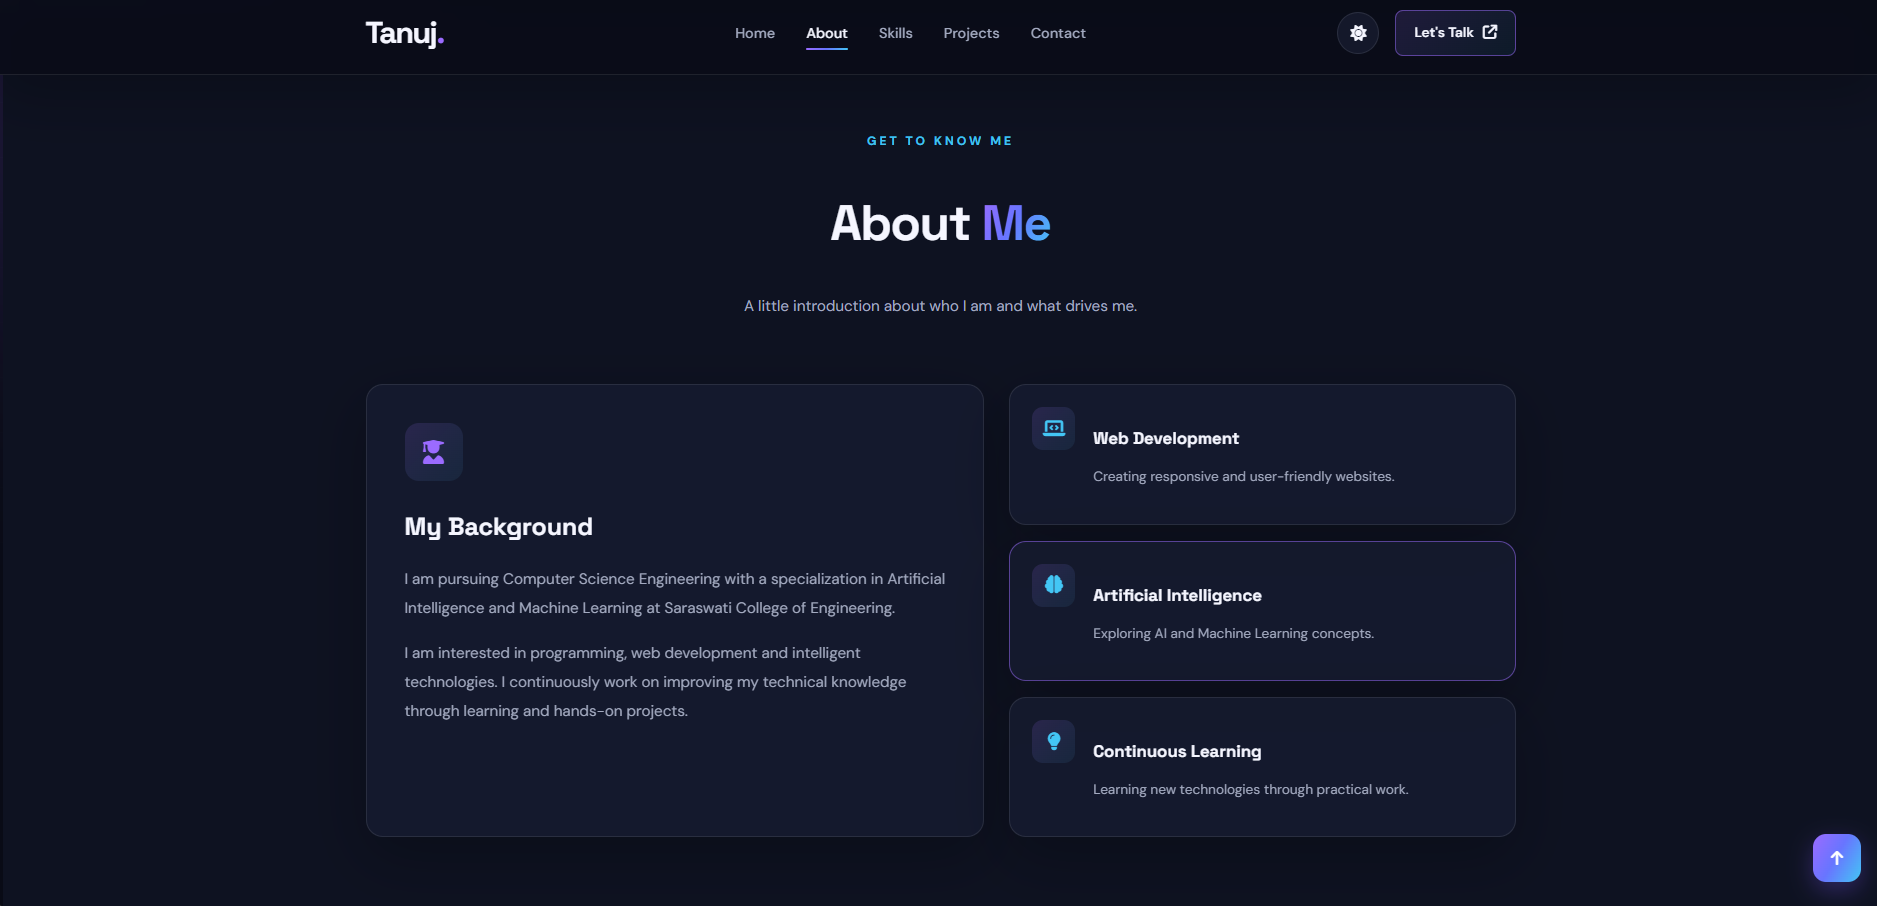 Tanuj.
Home
About
Skills
Projects
Contact
Let's Talk
GET TO KNOW ME
About Me
A little introduction about who I am and what drives me.
My Background
I am pursuing Computer Science Engineering with a specialization in Artificial
Intelligence and Machine Learning at Saraswati College of Engineering.
I am interested in programming, web development and intelligent
technologies. I continuously work on improving my technical knowledge
through learning and hands-on projects.
Web Development
Creating responsive and user-friendly websites.
Artificial Intelligence
Exploring AI and Machine Learning concepts.
Continuous Learning
Learning new technologies through practical work.